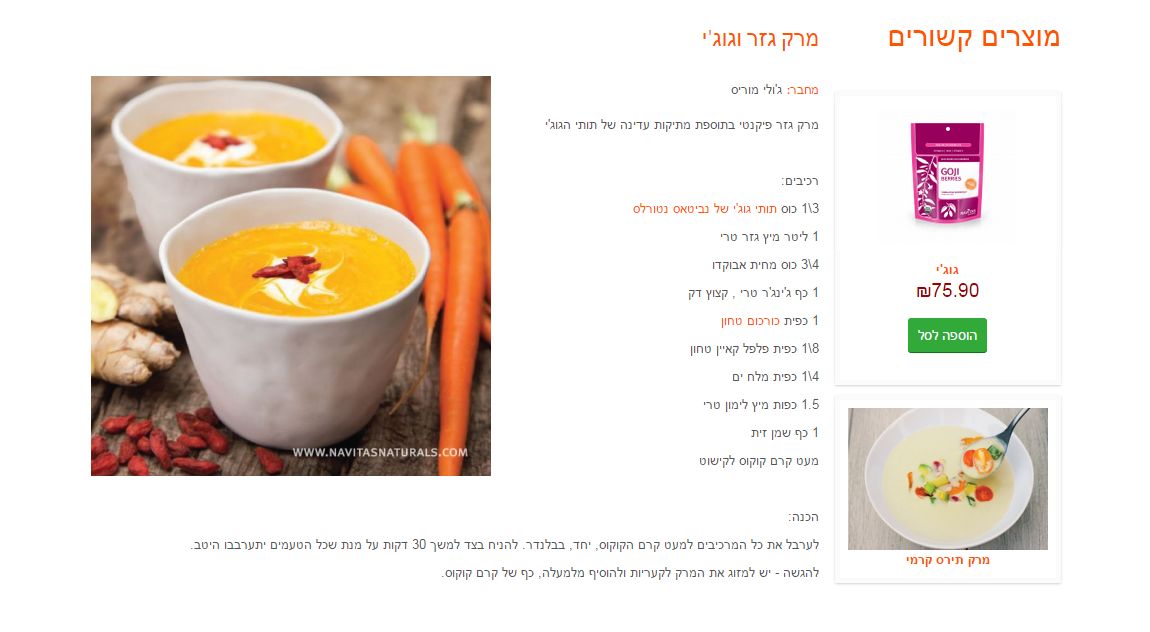 מוצרים קשורים
GOJI
BERRIES
גוג'י
₪75.90
הוספה לסל
מרק תירס קרמי
מרק גזר וגוג'י
מחבר: ג'ולי מוריס
מרק גזר פיקנטי בתוספת מתיקות עדינה של תותי הגוג'י
רכיבים:
1\3 כוס תותי גוג'י של נביטאס נטורלס
1 ליטר מיץ גזר טרי
3\4 כוס מחית אבוקדו
1 כף ג'ינג'ר טרי , קצוץ דק
1 כפית כורכום טחון
1\8 כפית פלפל קאיין טחון
1\4 כפית מלח ים
1.5 כפות מיץ לימון טרי
1 כף שמן זית
מעט קרם קוקוס לקישוט
WWW.NAVITASNATURALS.COM
הכנה:
לערבל את כל המרכיבים למעט קרם הקוקוס, יחד, בבלנדר. להניח בצד למשך 30 דקות על מנת שכל הטעמים יתערבבו היטב.
להגשה - יש למזוג את המרק לקעריות ולהוסיף מלמעלה, כף של קרם קוקוס.